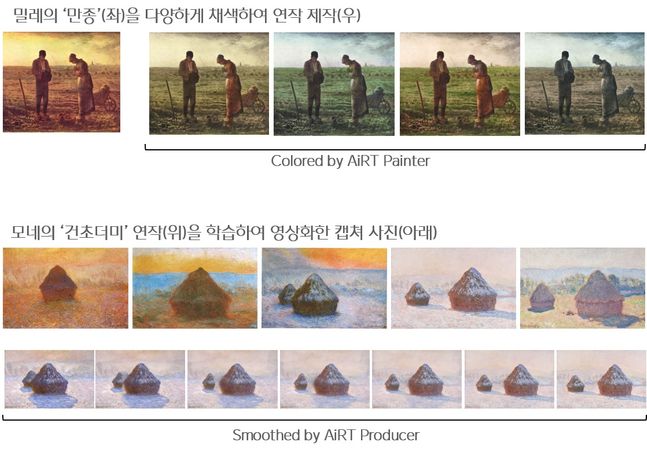 밀레의 ‘만종’(좌)을 다양하게 채색하여 연작 제작(우)
Colored by AiRT Painter
모네의 ‘건초더미’ 연작(위)을 학습하여 영상화한 캡쳐 사진(아래)
Smoothed by AiRT Producer